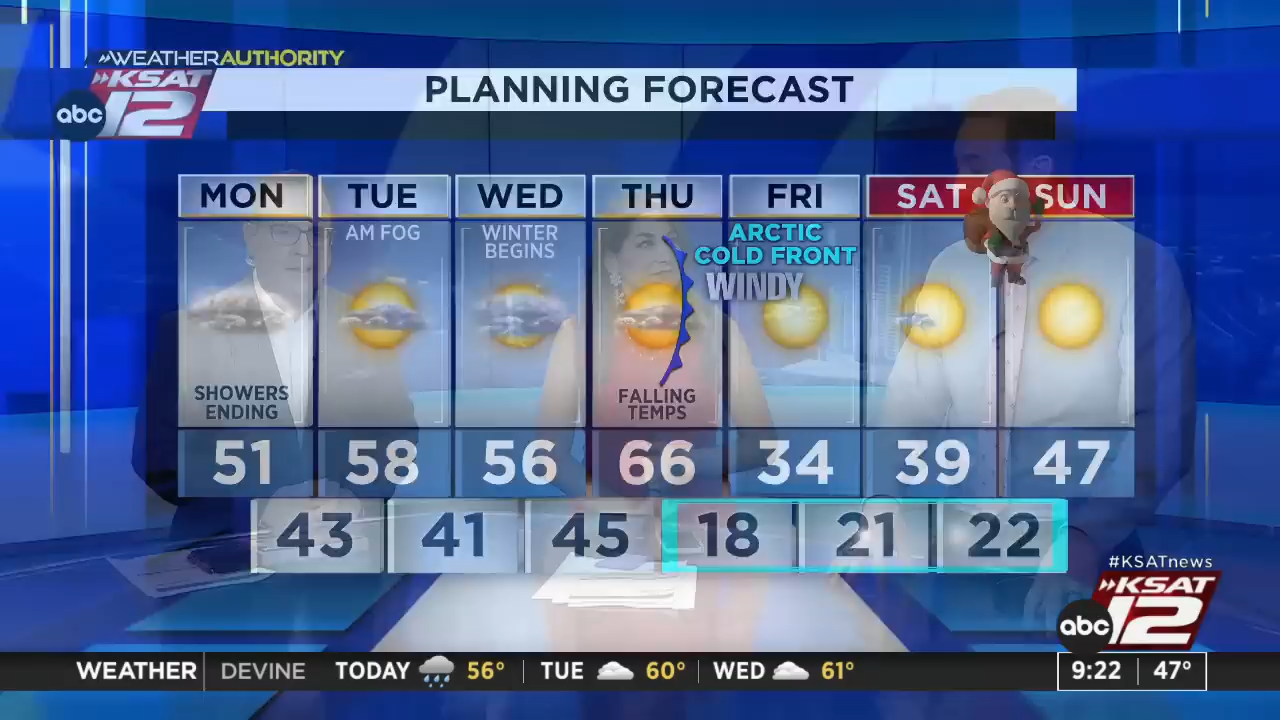 WEATHERAUTHORITY
KSAT
abc 12
PLANNING FORECAST
MON TUE WED THU FRI SAT SUN
AM FOG
WINTER
BEGINS
ARCTIC
COLD FRONT
WINDY
SHOWERS
ENDING
FALLING
TEMPS
51 58 56 66 34 39 47
43 41 45 18 21 22
#KSATnews
KSAT
abc 12
WEATHER DEVINE TODAY 56° TUE 60° WED 61° 9:22 47°